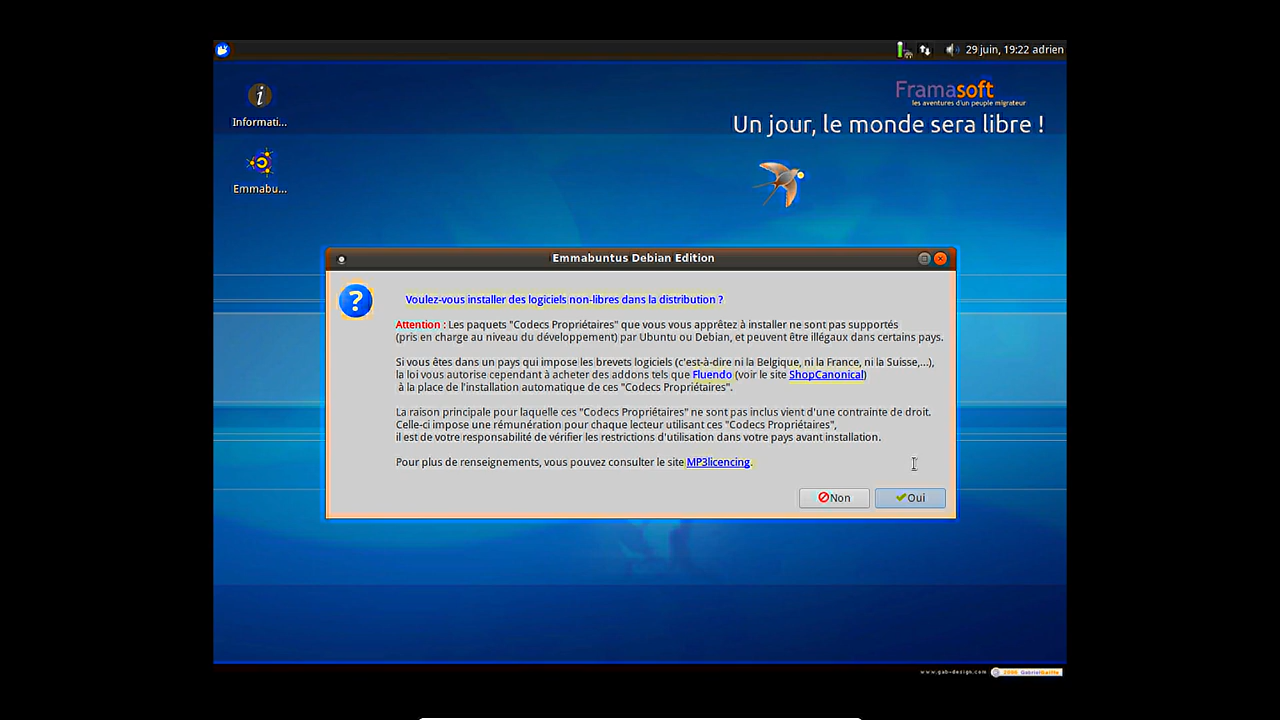 29 juin, 19:22 adrien
Framasoft
les aventures d'un peuple migrateur
Un jour, le monde sera libre !
Informati...
Emmabu...
Emmabuntus Debian Edition
Voulez-vous installer des logiciels non-libres dans la distribution ?
Attention : Les paquets "Codecs Propriétaires" que vous vous apprêtez à installer ne sont pas supportés
(pris en charge au niveau du développement) par Ubuntu ou Debian, et peuvent être illégaux dans certains pays.
Si vous êtes dans un pays qui impose les brevets logiciels (c'est-à-dire ni la Belgique, ni la France, ni la Suisse,...),
la loi vous autorise cependant à acheter des addons tels que Fluendo (voir le site ShopCanonical)
à la place de l'installation automatique de ces "Codecs Propriétaires".
La raison principale pour laquelle ces "Codecs Propriétaires" ne sont pas inclus vient d'une contrainte de droit.
Celle-ci impose une rémunération pour chaque lecteur utilisant ces "Codecs Propriétaires",
il est de votre responsabilité de vérifier les restrictions d'utilisation dans votre pays avant installation.
Pour plus de renseignements, vous pouvez consulter le site MP3licencing.
Non
Oui
www.gab-design.com